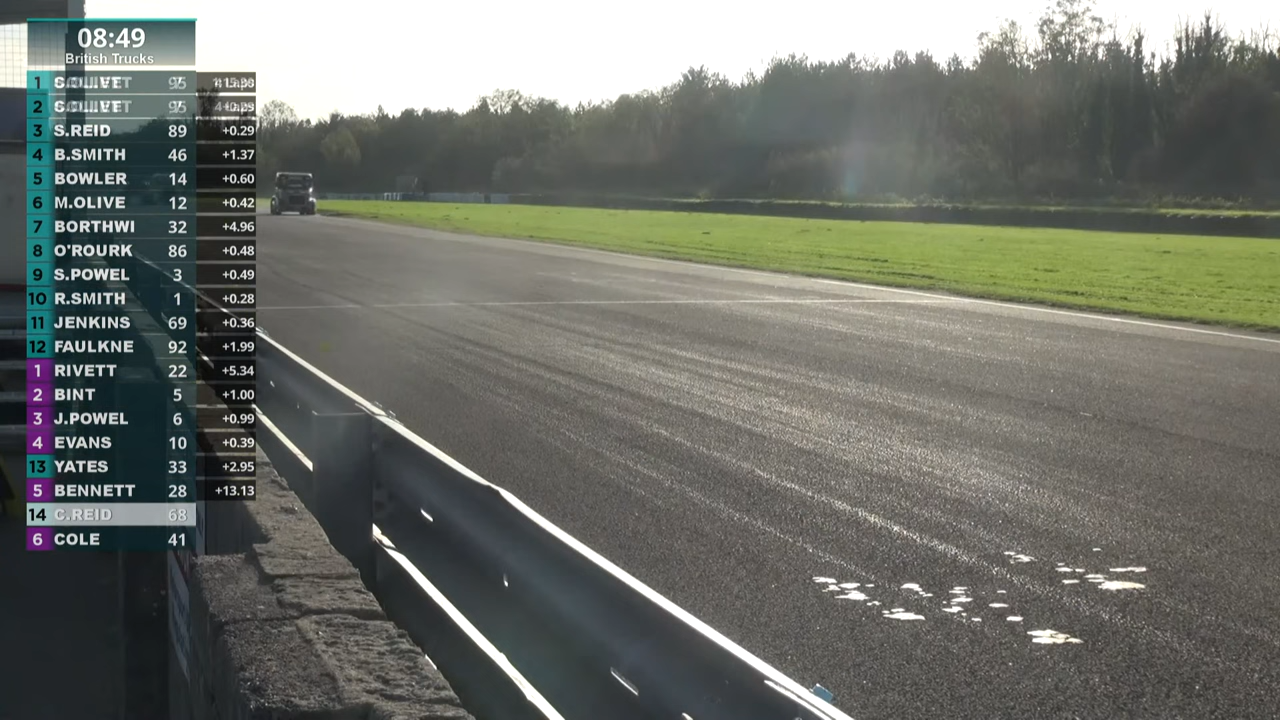 08:49
British Trucks
1
2
3 S.REID 89 +0.29
4 B.SMITH 46 +1.37
5 BOWLER 14 +0.60
6 M.OLIVE 12 +0.42
7 BORTHWI 32 +4.96
8 O'ROURK 86 +0.48
9 S.POWEL 3 +0.49
10 R.SMITH 1 +0.28
11 JENKINS 69 +0.36
12 FAULKNE 92 +1.99
1 RIVETT 22 +5.34
2 BINT 5 +1.00
3 J.POWEL 6 +0.99
4 EVANS 10 +0.39
13 YATES 33 +2.95
5 BENNETT 28 +13.13
14 C.REID 68
6 COLE 41